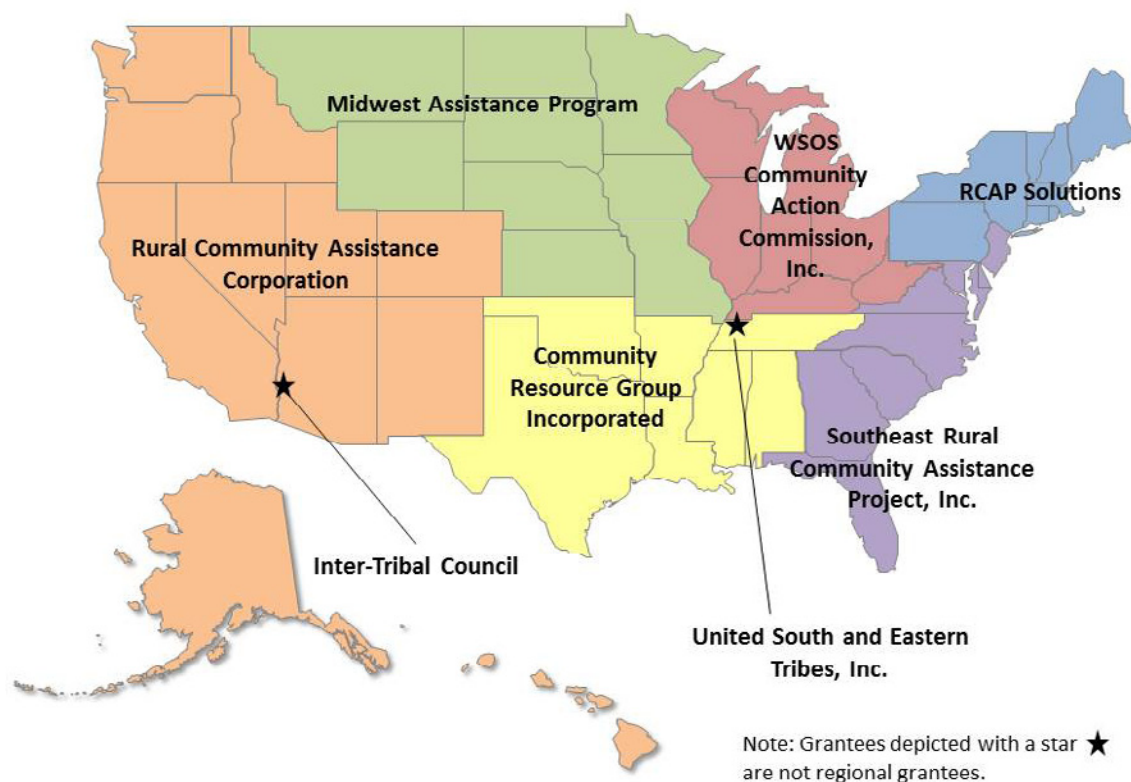 Midwest Assistance Program
WSOS
Community
Action
Commission,
Inc.
RCAP Solutions
Rural Community Assistance
Corporation
Community
Resource Group
Incorporated
Southeast Rural
Community Assistance
Project, Inc.
Inter-Tribal Council
United South and Eastern
Tribes, Inc.
Note: Grantees depicted with a star ★
are not regional grantees.